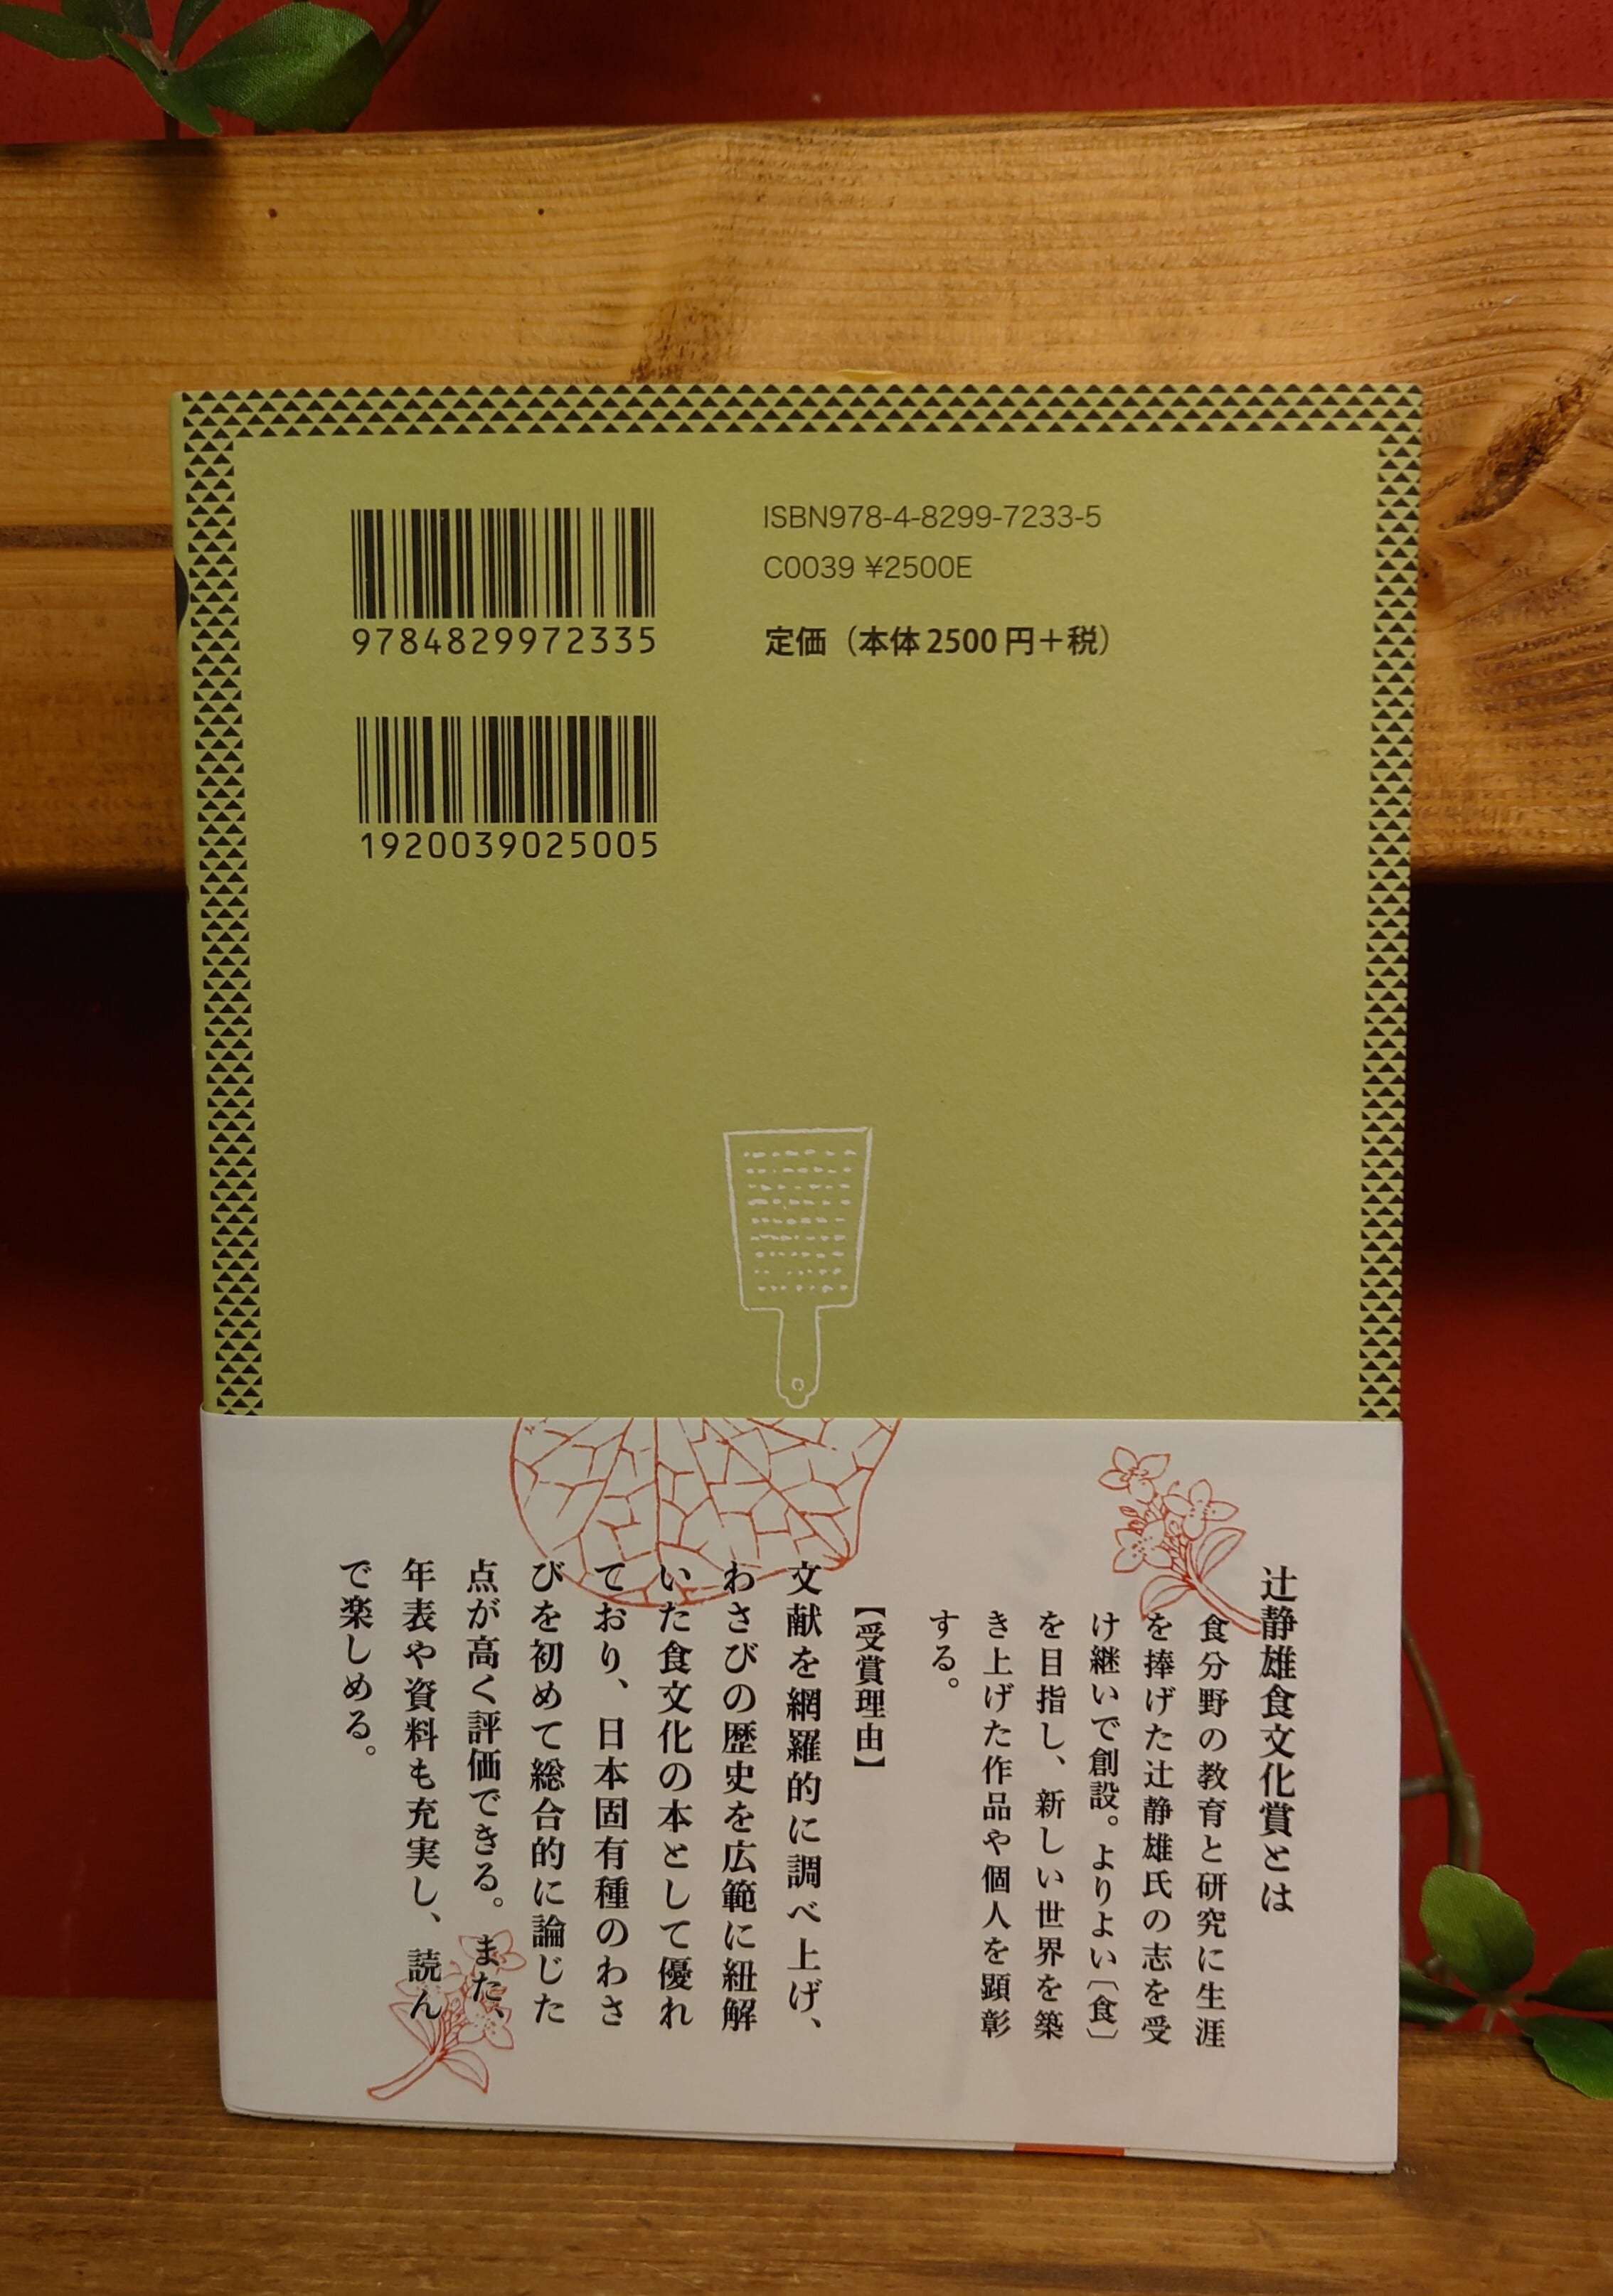 9784829972335
1920039025005
ISBN978-4-8299-7233-5
C0039 ¥2500E
定価（本体2500円＋税）
辻静雄食文化賞とは
食分野の教育と研究に生涯
を捧げた辻静雄氏の志を受
け継いで創設。よりよい〔食〕
を目指し、新しい世界を築
き上げた作品や個人を顕彰
する。
【受賞理由】
文献を網羅的に調べ上げ、
わさびの歴史を広範に紐解
いた食文化の本として優れ
ており、日本固有種のわさ
びを初めて総合的に論じた
点が高く評価できる。また、
年表や資料も充実し、読ん
で楽しめる。